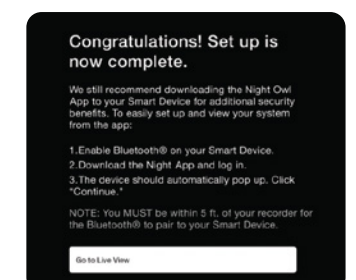 Congratulations! Set up is
now complete.
We still recommend downloading the Night Owl
App to your Smart Device for additional security
benefits. To easily set up and view your system
from the app:
1.Enable Bluetooth® on your Smart Device.
2.Download the Night App and log in.
3.The device should automatically pop up. Click
"Continue."
NOTE: You MUST be within 5 ft. of your recorder for
the Bluetooth® to pair to your Smart Device.
Go to Live View